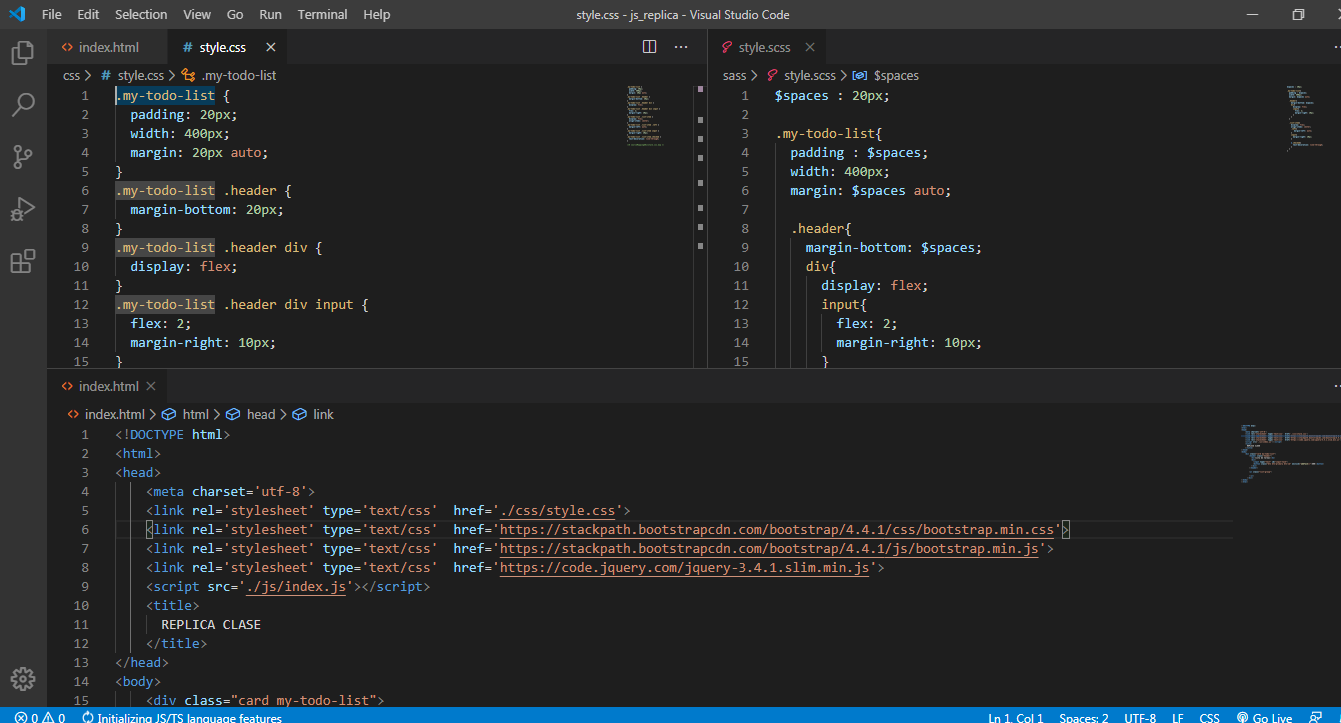 File Edit Selection View Go Run Terminal Help style.css - js_replica - Visual Studio Code
index.html # style.css
style.scss
css > # style.css > .my-todo-list
1 .my-todo-list {
2 padding: 20px;
3 width: 400px;
4 margin: 20px auto;
5 }
6 .my-todo-list .header {
7 margin-bottom: 20px;
8 }
9 .my-todo-list .header div {
10 display: flex;
11 }
12 .my-todo-list .header div input {
13 flex: 2;
14 margin-right: 10px;
15 }
sass > style.scss > $spaces
1 $spaces : 20px;
2
3 .my-todo-list{
4 padding : $spaces;
5 width: 400px;
6 margin: $spaces auto;
7
8 .header{
9 margin-bottom: $spaces;
10 div{
11 display: flex;
12 input{
13 flex: 2;
14 margin-right: 10px;
15 }
index.html
index.html > html > head > link
1 <!DOCTYPE html>
2 <html>
3 <head>
4 <meta charset='utf-8'>
5 <link rel='stylesheet' type='text/css'  href='./css/style.css'>
6 <link rel='stylesheet' type='text/css'  href='https://stackpath.bootstrapcdn.com/bootstrap/4.4.1/css/bootstrap.min.css'>
7 <link rel='stylesheet' type='text/css'  href='https://stackpath.bootstrapcdn.com/bootstrap/4.4.1/js/bootstrap.min.js'>
8 <link rel='stylesheet' type='text/css'  href='https://code.jquery.com/jquery-3.4.1.slim.min.js'>
9 <script src='./js/index.js'></script>
10 <title>
11 REPLICA CLASE
12 </title>
13 </head>
14 <body>
15 <div class="card my-todo-list">
0 0 Initializing JS/TS language features Ln 1, Col 1 Spaces: 2 UTF-8 LF CSS Go Live